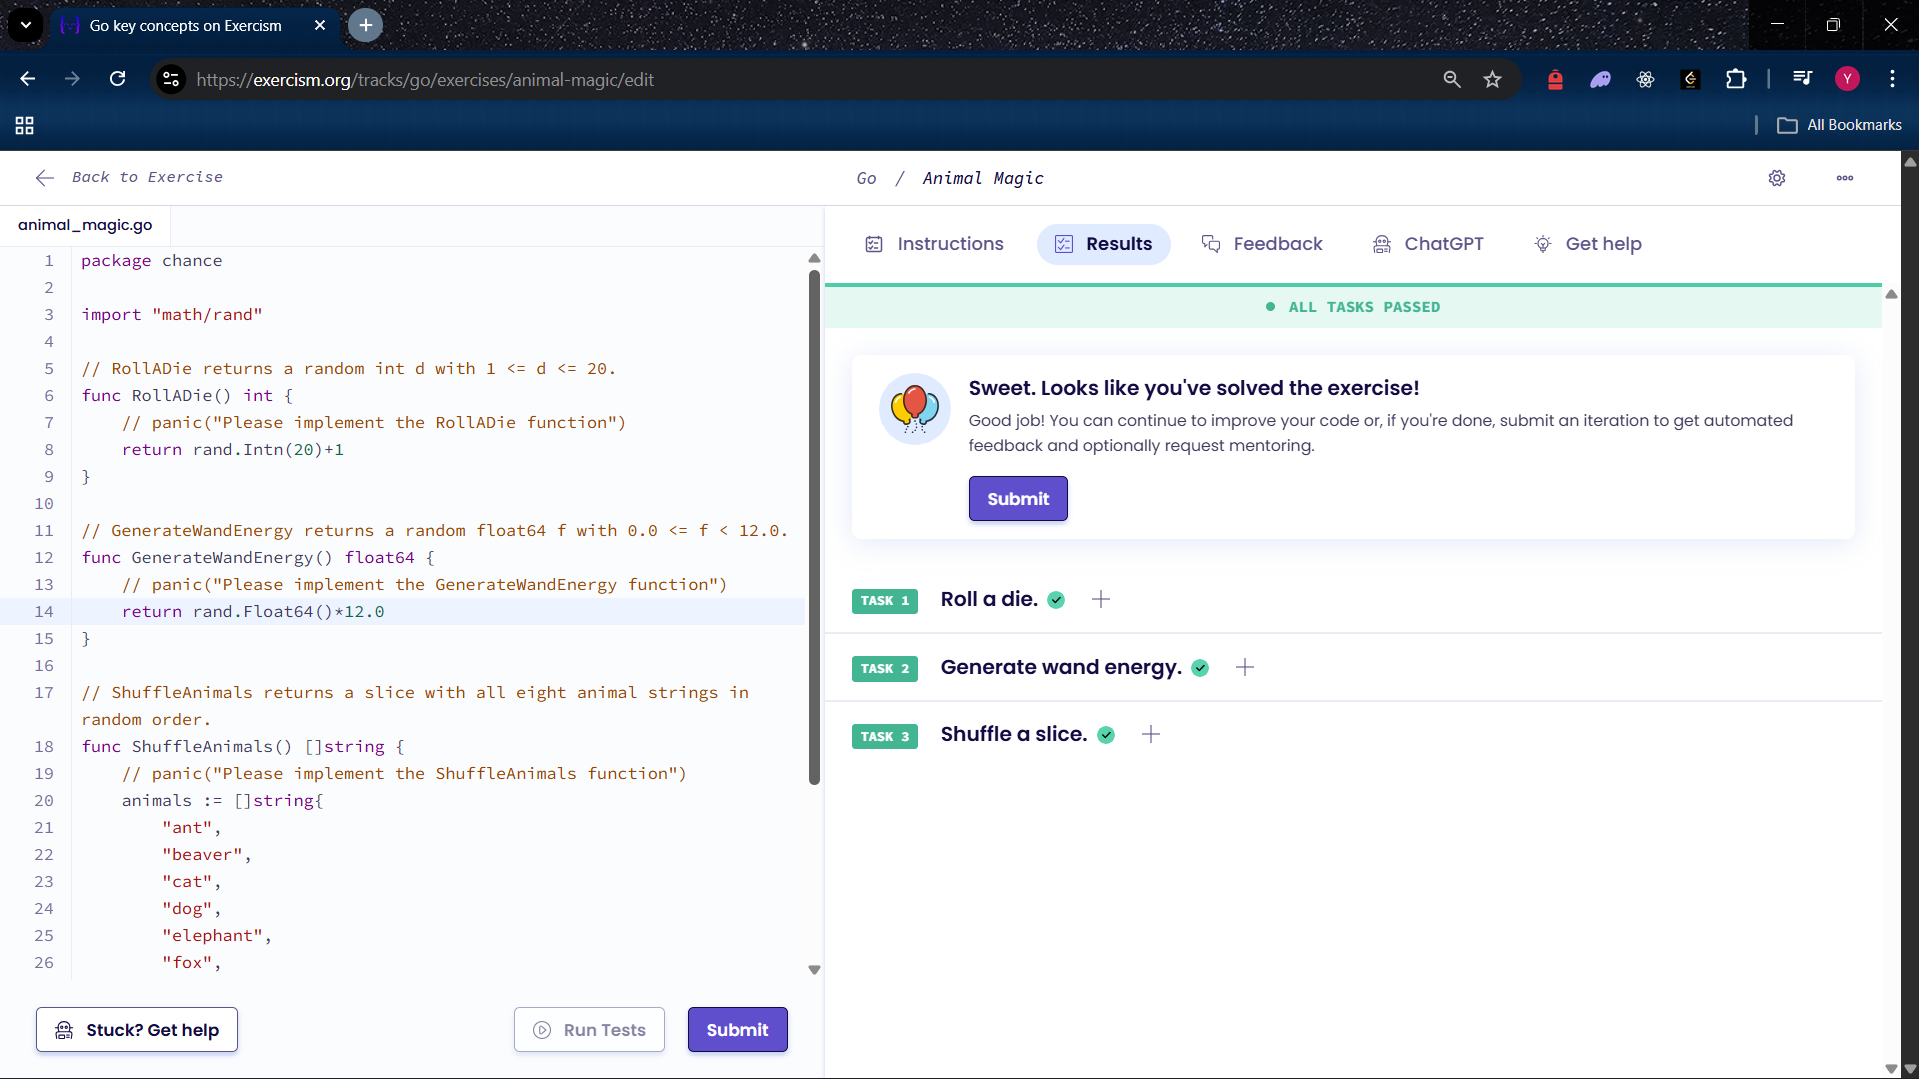 Go key concepts on Exercism
https://exercism.org/tracks/go/exercises/animal-magic/edit
Y
All Bookmarks
Back to Exercise
Go / Animal Magic
animal_magic.go
Instructions
Results
Feedback
ChatGPT
Get help
1 package chance
2
3 import "math/rand"
4
5 // RollADie returns a random int d with 1 <= d <= 20.
6 func RollADie() int {
7 // panic("Please implement the RollADie function")
8 return rand.Intn(20)+1
9 }
10
11 // GenerateWandEnergy returns a random float64 f with 0.0 <= f < 12.0.
12 func GenerateWandEnergy() float64 {
13 // panic("Please implement the GenerateWandEnergy function")
14 return rand.Float64()*12.0
15 }
16
17 // ShuffleAnimals returns a slice with all eight animal strings in
random order.
18 func ShuffleAnimals() []string {
19 // panic("Please implement the ShuffleAnimals function")
20 animals := []string{
21 "ant",
22 "beaver",
23 "cat",
24 "dog",
25 "elephant",
26 "fox",
Stuck? Get help
Run Tests
Submit
ALL TASKS PASSED
Sweet. Looks like you've solved the exercise!
Good job! You can continue to improve your code or, if you're done, submit an iteration to get automated
feedback and optionally request mentoring.
Submit
TASK 1 Roll a die.
TASK 2 Generate wand energy.
TASK 3 Shuffle a slice.